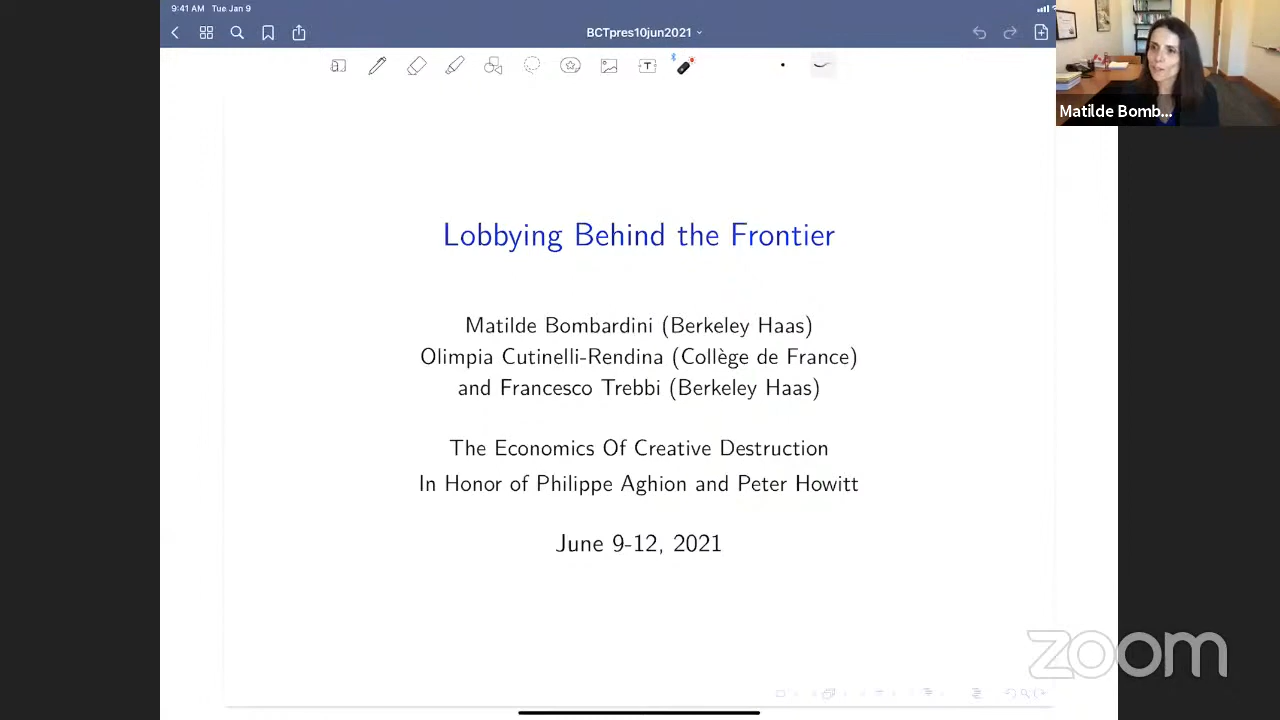 9:41 AM Tue Jan 9
BCTpres10jun2021
T
Matilde Bomb...
Lobbying Behind the Frontier
Matilde Bombardini (Berkeley Haas)
Olimpia Cutinelli-Rendina (Collège de France)
and Francesco Trebbi (Berkeley Haas)
The Economics Of Creative Destruction
In Honor of Philippe Aghion and Peter Howitt
June 9-12, 2021
zoom